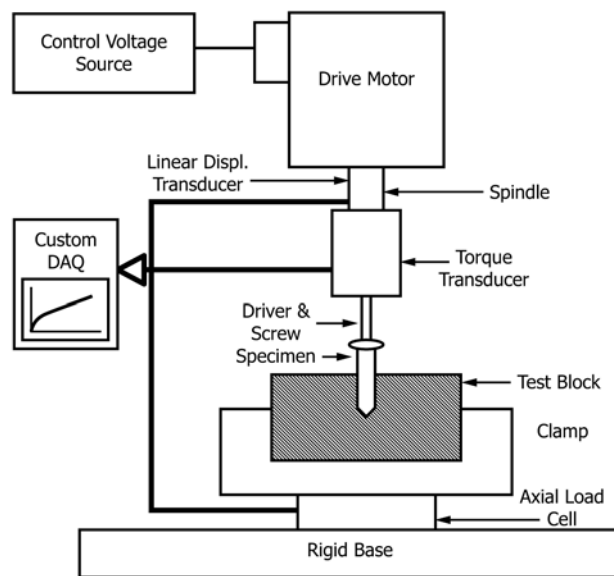 Control Voltage
Source
Drive Motor
Linear Displ.
Transducer
Spindle
Custom
DAQ
Torque
Transducer
Driver &
Screw
Specimen
Test Block
Clamp
Axial Load
Cell
Rigid Base